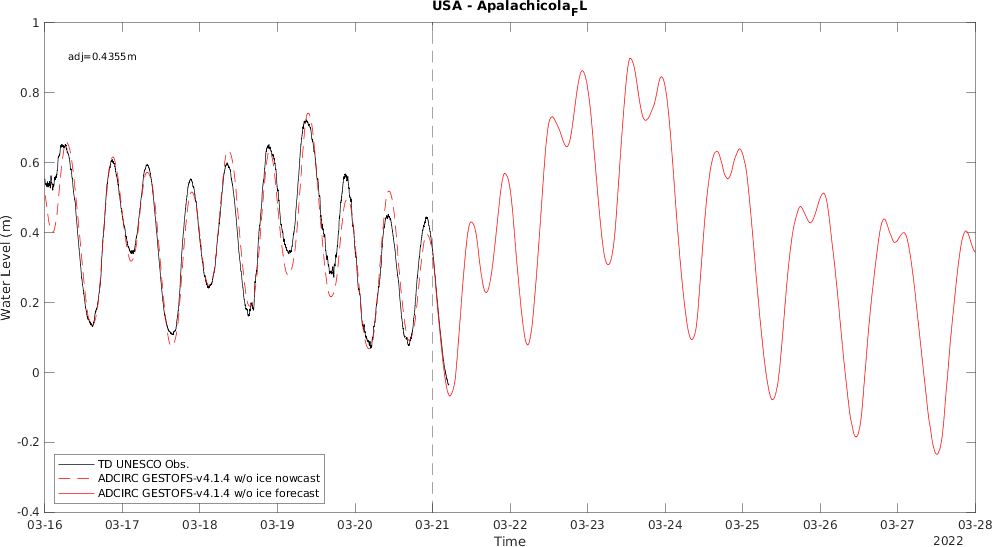 USA - Apalachicola_FL
adj=0.4355m
1
0.8
0.6
0.4
0.2
0
-0.2
-0.4
Water Level (m)
TD UNESCO Obs.
ADCIRC GESTOFS-v4.1.4 w/o ice nowcast
ADCIRC GESTOFS-v4.1.4 w/o ice forecast
03-16 03-17 03-18 03-19 03-20 03-21 03-22 03-23 03-24 03-25 03-26 03-27 03-28
Time
2022